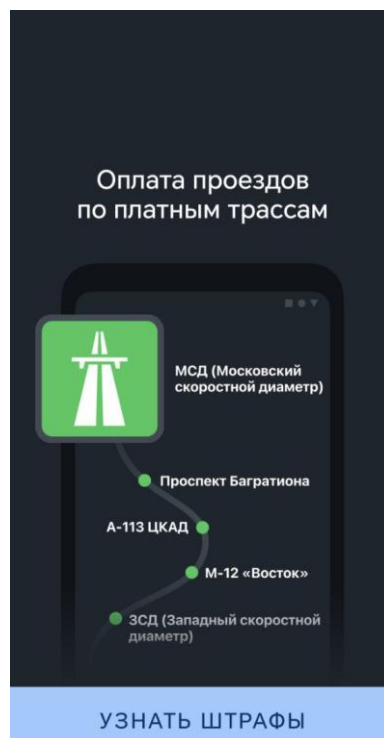 Оплата проездов
по платным трассам
МСД (Московский
скоростной диаметр)
Проспект Багратиона
А-113 ЦКАД
М-12 «Восток»
ЗСД (Западный скоростной
диаметр)
УЗНАТЬ ШТРАФЫ